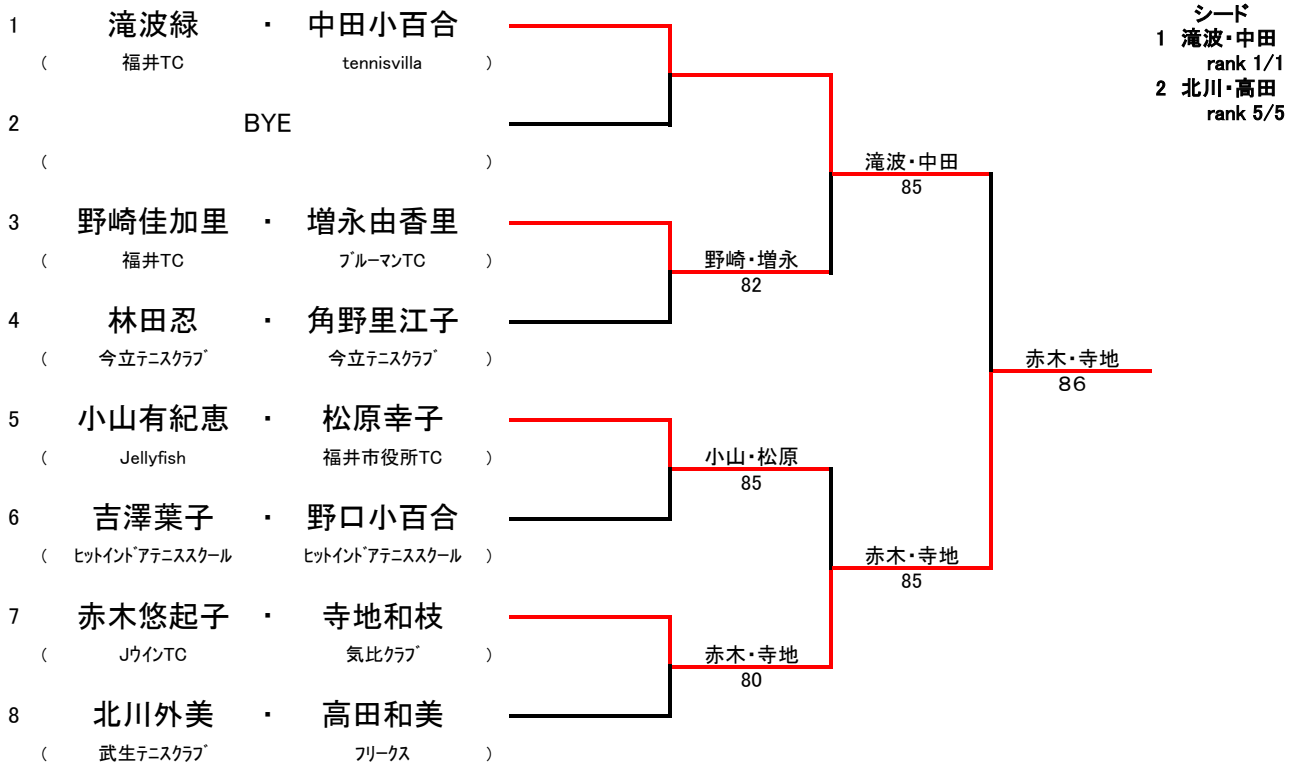 1 滝波緑 ・ 中田小百合
( 福井TC tennisvilla )
2 BYE
( )
3 野崎佳加里 ・ 増永由香里
( 福井TC ﾌﾞﾙｰﾏﾝTC )
4 林田忍 ・ 角野里江子
( 今立ﾃﾆｽｸﾗﾌﾞ 今立ﾃﾆｽｸﾗﾌﾞ )
5 小山有紀恵 ・ 松原幸子
( Jellyfish 福井市役所TC )
6 吉澤葉子 ・ 野口小百合
( ﾋｯﾄｲﾝﾄﾞｱﾃﾆｽｽｸｰﾙ ﾋｯﾄｲﾝﾄﾞｱﾃﾆｽｽｸｰﾙ )
7 赤木悠起子 ・ 寺地和枝
( JｳｲﾝTC 気比ｸﾗﾌﾞ )
8 北川外美 ・ 高田和美
( 武生ﾃﾆｽｸﾗﾌﾞ ﾌﾘｰｸｽ )
野崎・増永
82
小山・松原
85
赤木・寺地
80
滝波・中田
85
赤木・寺地
85
赤木・寺地
86
シード
1 滝波・中田
rank 1/1
2 北川・高田
rank 5/5